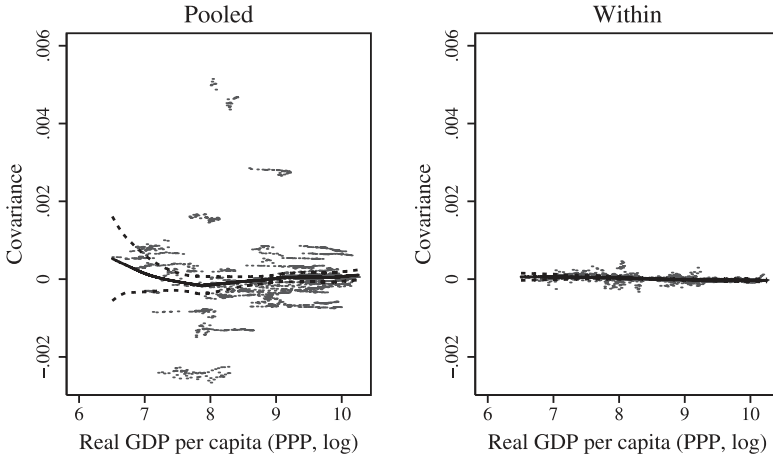 Pooled
Within
.006
.004
.002
0
−.002
Covariance
6 7 8 9 10
Real GDP per capita (PPP, log)
.006
.004
.002
0
−.002
Covariance
6 7 8 9 10
Real GDP per capita (PPP, log)